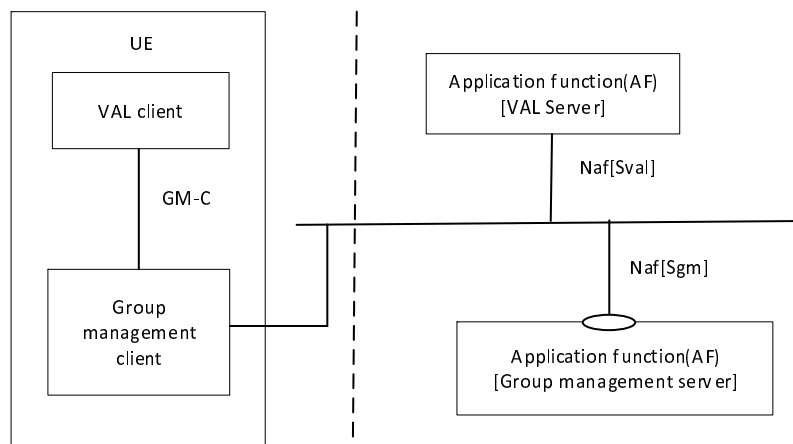 UE
VAL client
GM-C
Group
management
client
Application function(AF)
[VAL Server]
Naf[Sval]
Naf[Sgm]
Application function(AF)
[Group management server]